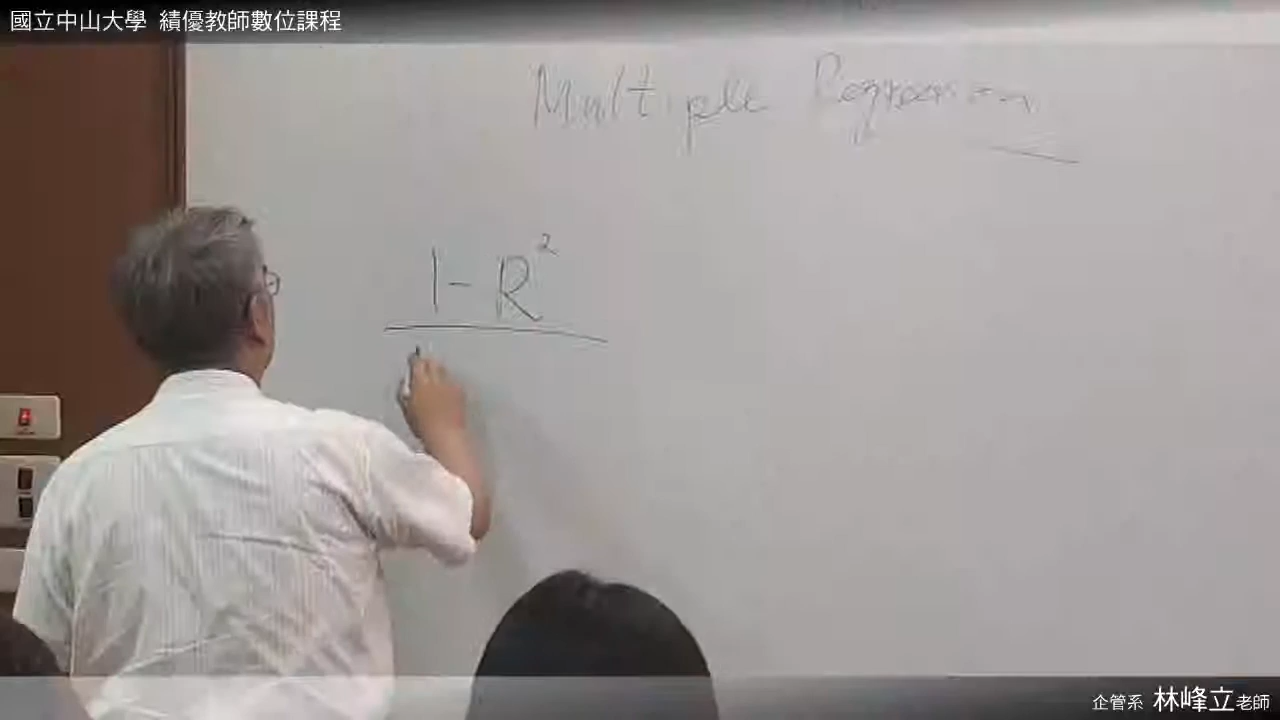 國立中山大學 績優教師數位課程
Multiple Regression
1 - R²
企管系 林峰立老師